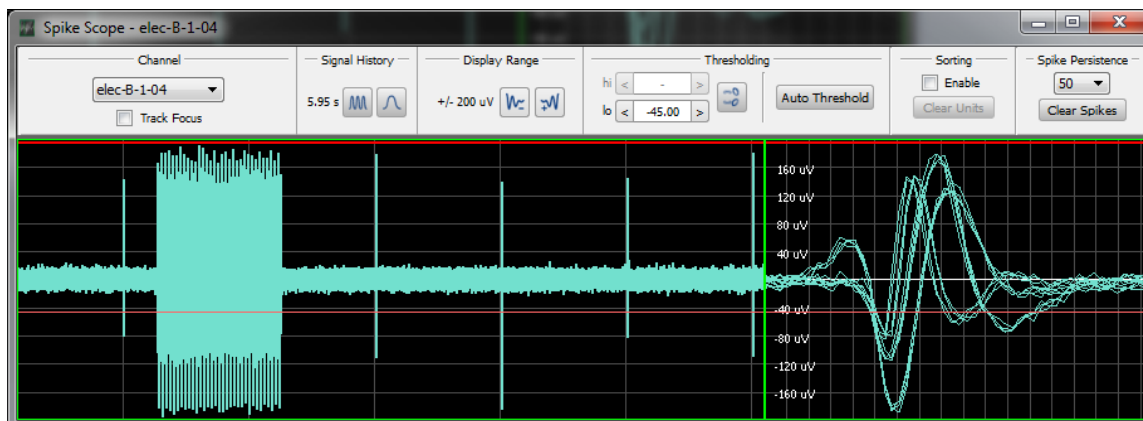 Spike Scope - elec-B-1-04
Channel
elec-B-1-04
Track Focus
Signal History
5.95 s
Display Range
+/- 200 uV
Thresholding
hi < - >
lo < -45.00 >
Auto Threshold
Sorting
Enable
Clear Units
Spike Persistence
50
Clear Spikes
160 uV
120 uV
80 uV
40 uV
-40 uV
-80 uV
-120 uV
-160 uV